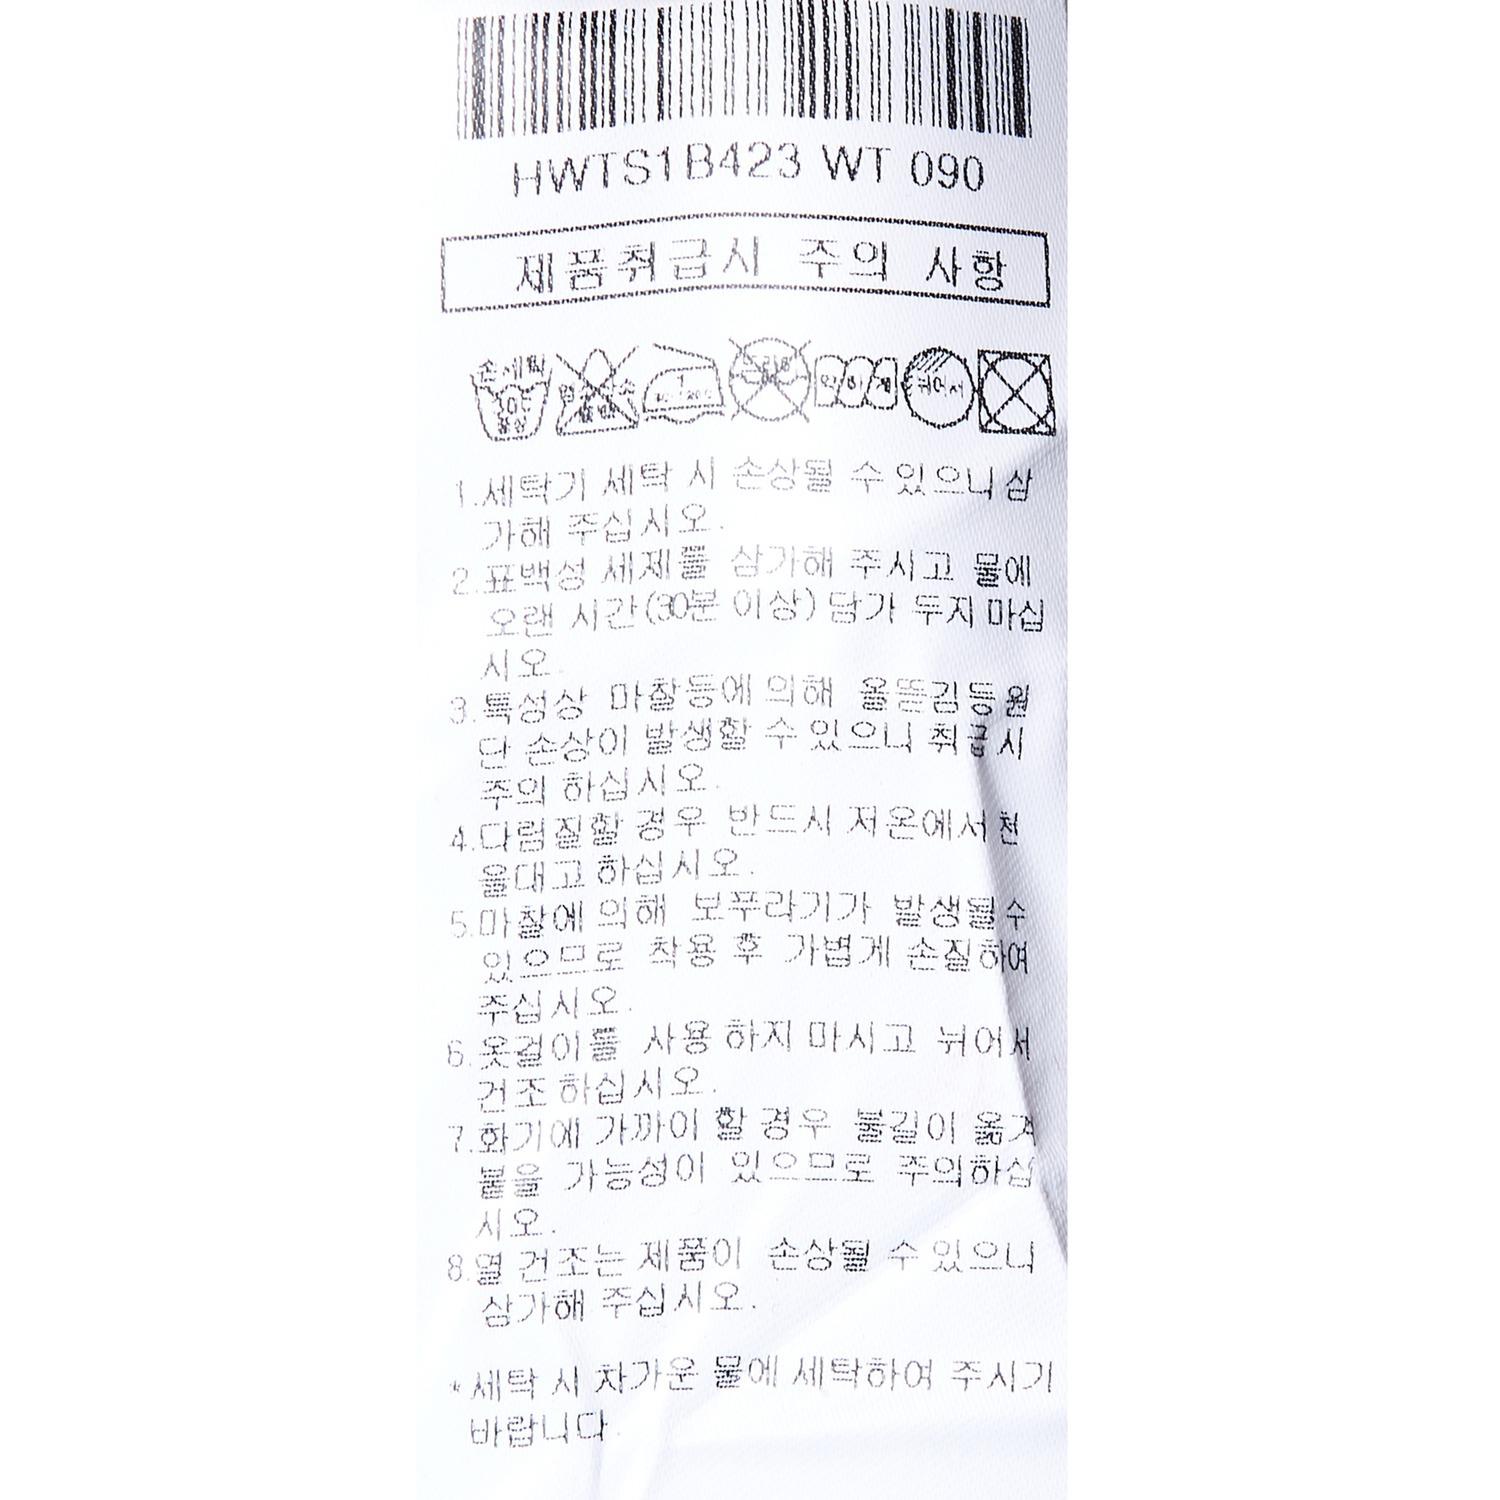 HWTS1B423 WT 090
제품취급시 주의 사항
손세탁
중성
드라이
뉘어서
1.세탁기 세탁 시 손상될 수 있으니 삼
가해 주십시오.
2.표백성 세제를 삼가해 주시고 물에
오랜 시간(30분 이상) 담가 두지 마십
시오.
3.특성상 마찰등에 의해 올뜯김등 원
단 손상이 발생할 수 있으니 취급시
주의 하십시오.
4.다림질할 경우 반드시 저온에서 천
을대고 하십시오.
5.마찰에 의해 보푸라기가 발생될수
있으므로 착용 후 가볍게 손질하여
주십시오.
6.옷걸이를 사용 하지 마시고 뉘어서
건조 하십시오.
7.화기에 가까이 할 경우 불길이 옮겨
붙을 가능성이 있으므로 주의하십
시오.
8.열 건조는 제품이 손상될 수 있으니
삼가해 주십시오.
*세탁 시 차가운 물에 세탁하여 주시기
바랍니다.